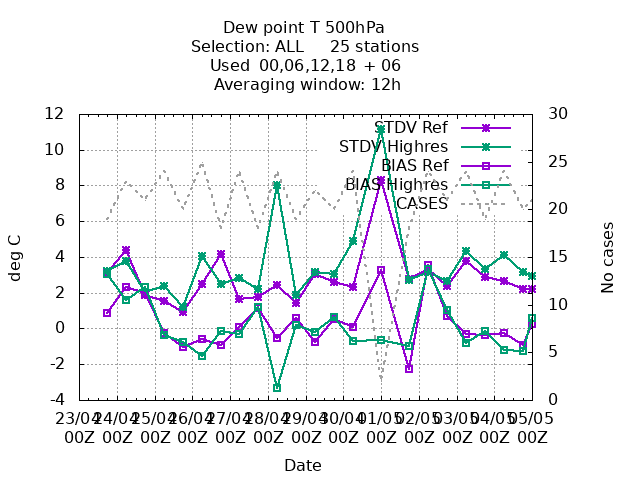 Dew point T 500hPa
Selection: ALL 25 stations
Used 00,06,12,18 + 06
Averaging window: 12h
12
10
8
6
4
2
0
-2
-4
deg C
30
25
20
15
10
5
0
No cases
STDV Ref
STDV Highres
BIAS Ref
BIAS Highres
CASES
23/04 24/04 25/04 26/04 27/04 28/04 29/04 30/04 01/05 02/05 03/05 04/05 05/05
00Z 00Z 00Z 00Z 00Z 00Z 00Z 00Z 00Z 00Z 00Z 00Z 00Z
Date